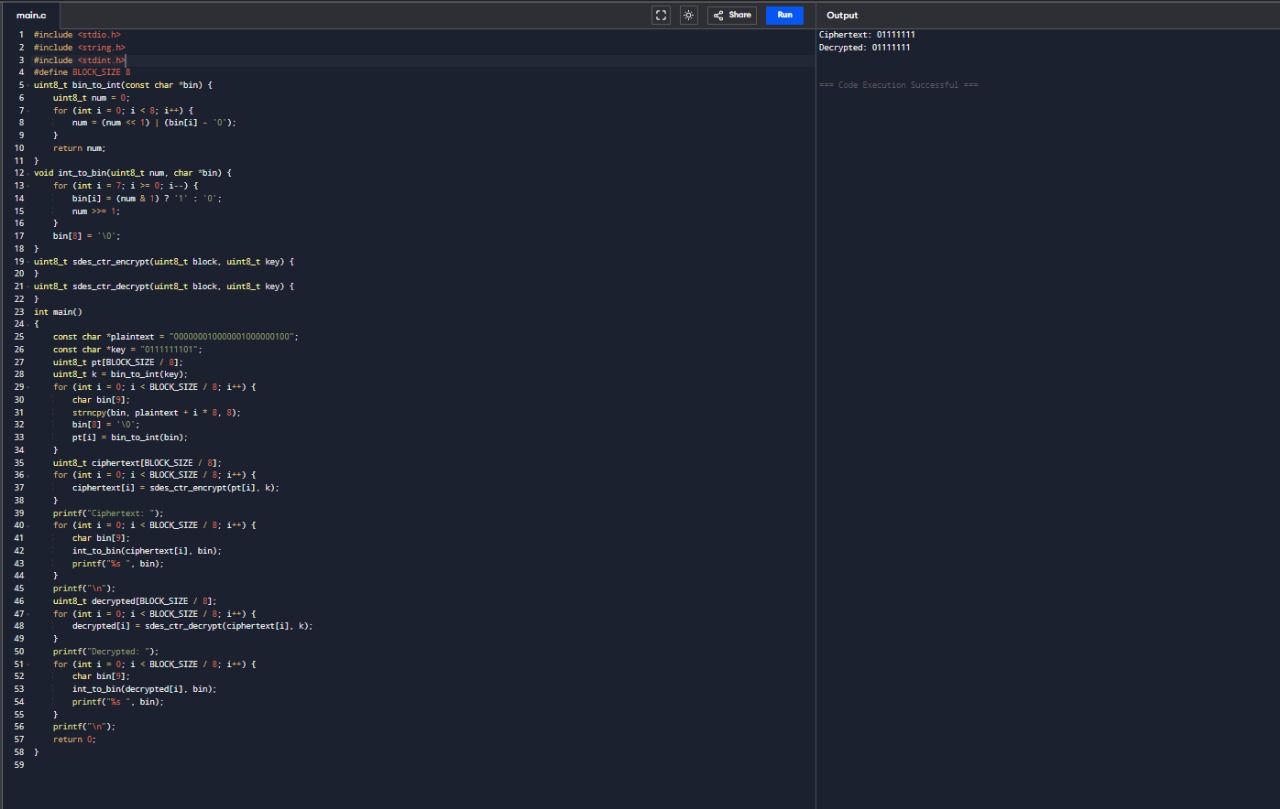 main.c
Share
Run
Output
1 #include <stdio.h>
2 #include <string.h>
3 #include <stdint.h>
4 #define BLOCK_SIZE 8
5 uint8_t bin_to_int(const char *bin) {
6 uint8_t num = 0;
7 for (int i = 0; i < 8; i++) {
8 num = (num << 1) | (bin[i] - '0');
9 }
10 return num;
11 }
12 void int_to_bin(uint8_t num, char *bin) {
13 for (int i = 7; i >= 0; i--) {
14 bin[i] = (num & 1) ? '1' : '0';
15 num >>= 1;
16 }
17 bin[8] = '\0';
18 }
19 uint8_t sdes_ctr_encrypt(uint8_t block, uint8_t key) {
20 }
21 uint8_t sdes_ctr_decrypt(uint8_t block, uint8_t key) {
22 }
23 int main()
24 {
25 const char *plaintext = "000000010000001000000100";
26 const char *key = "0111111101";
27 uint8_t pt[BLOCK_SIZE / 8];
28 uint8_t k = bin_to_int(key);
29 for (int i = 0; i < BLOCK_SIZE / 8; i++) {
30 char bin[9];
31 strncpy(bin, plaintext + i * 8, 8);
32 bin[8] = '\0';
33 pt[i] = bin_to_int(bin);
34 }
35 uint8_t ciphertext[BLOCK_SIZE / 8];
36 for (int i = 0; i < BLOCK_SIZE / 8; i++) {
37 ciphertext[i] = sdes_ctr_encrypt(pt[i], k);
38 }
39 printf("Ciphertext: ");
40 for (int i = 0; i < BLOCK_SIZE / 8; i++) {
41 char bin[9];
42 int_to_bin(ciphertext[i], bin);
43 printf("%s ", bin);
44 }
45 printf("\n");
46 uint8_t decrypted[BLOCK_SIZE / 8];
47 for (int i = 0; i < BLOCK_SIZE / 8; i++) {
48 decrypted[i] = sdes_ctr_decrypt(ciphertext[i], k);
49 }
50 printf("Decrypted: ");
51 for (int i = 0; i < BLOCK_SIZE / 8; i++) {
52 char bin[9];
53 int_to_bin(decrypted[i], bin);
54 printf("%s ", bin);
55 }
56 printf("\n");
57 return 0;
58 }
59
Ciphertext: 01111111
Decrypted: 01111111
=== Code Execution Successful ===